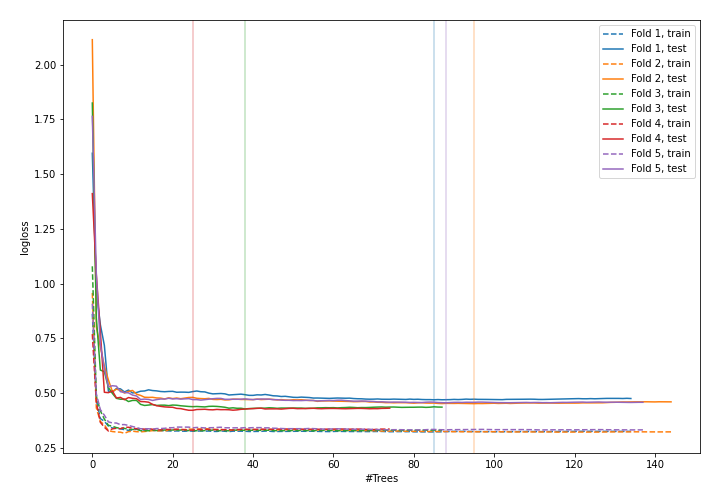 2.00
1.75
1.50
1.25
1.00
0.75
0.50
0.25
logloss
0 20 40 60 80 100 120 140
#Trees
Fold 1, train
Fold 1, test
Fold 2, train
Fold 2, test
Fold 3, train
Fold 3, test
Fold 4, train
Fold 4, test
Fold 5, train
Fold 5, test